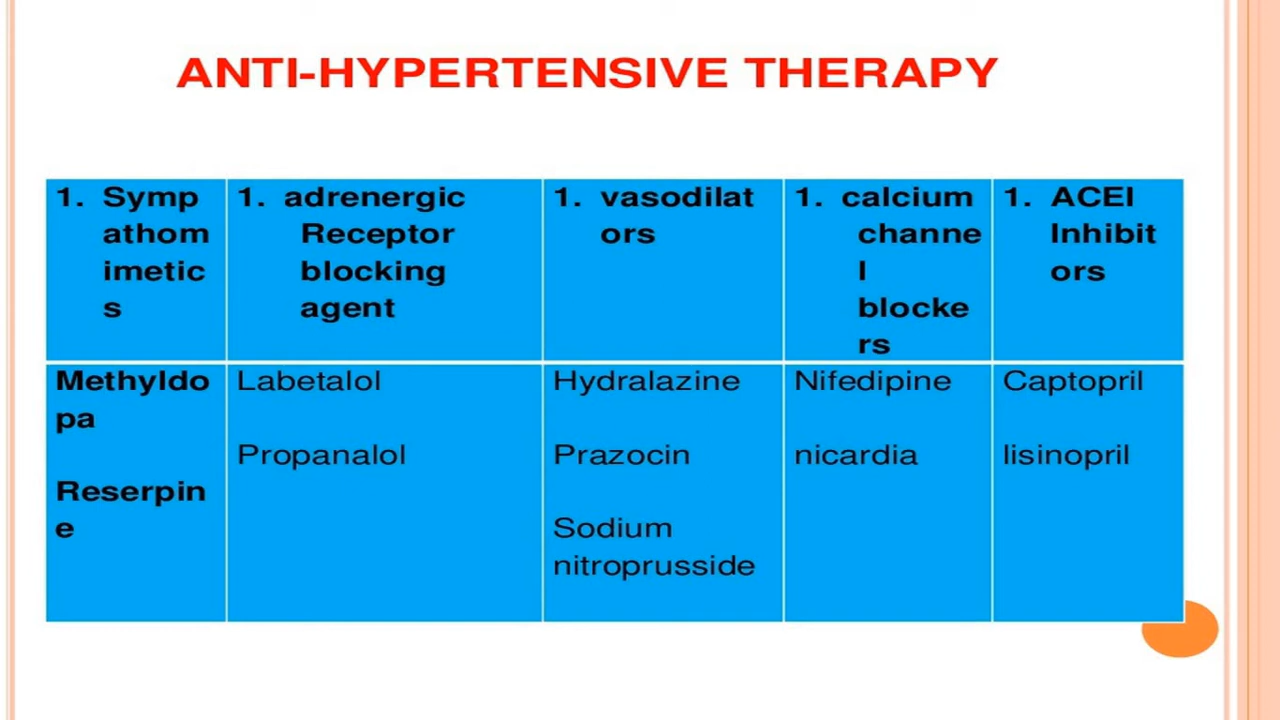 ANTI-HYPERTENSIVE THERAPY
1. Symp
athom
imetic
s
1. adrenergic
Receptor
blocking
agent
1. vasodilat
ors
1. calcium
channe
l
blocke
rs
1. ACEI
Inhibit
ors
Methyldo
pa
Reserpin
e
Labetalol
Propanalol
Hydralazine
Prazocin
Sodium
nitroprusside
Nifedipine
nicardia
Captopril
lisinopril